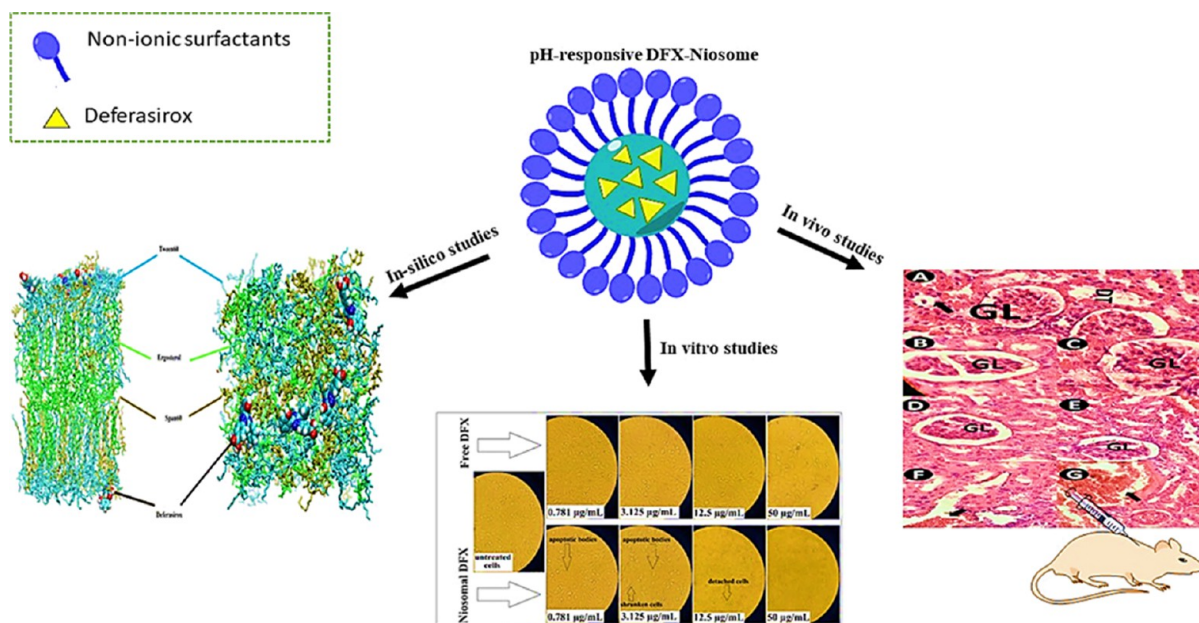 Non-ionic surfactants
Deferasirox
pH-responsive DFX-Niosome
In-silico studies
In vivo studies
In vitro studies
Ergosterol
Span60
Deferasirox
Free DFX
Niosomal DFX
untreated
cells
0.781 µg/mL
3.125 µg/mL
12.5 µg/mL
50 µg/mL
apoptotic bodies
apoptotic bodies
shrunken cells
detached cells
0.781 µg/mL
3.125 µg/mL
12.5 µg/mL
50 µg/mL
A
GL
DT
B
GL
C
GL
D
GL
E
GL
F
G